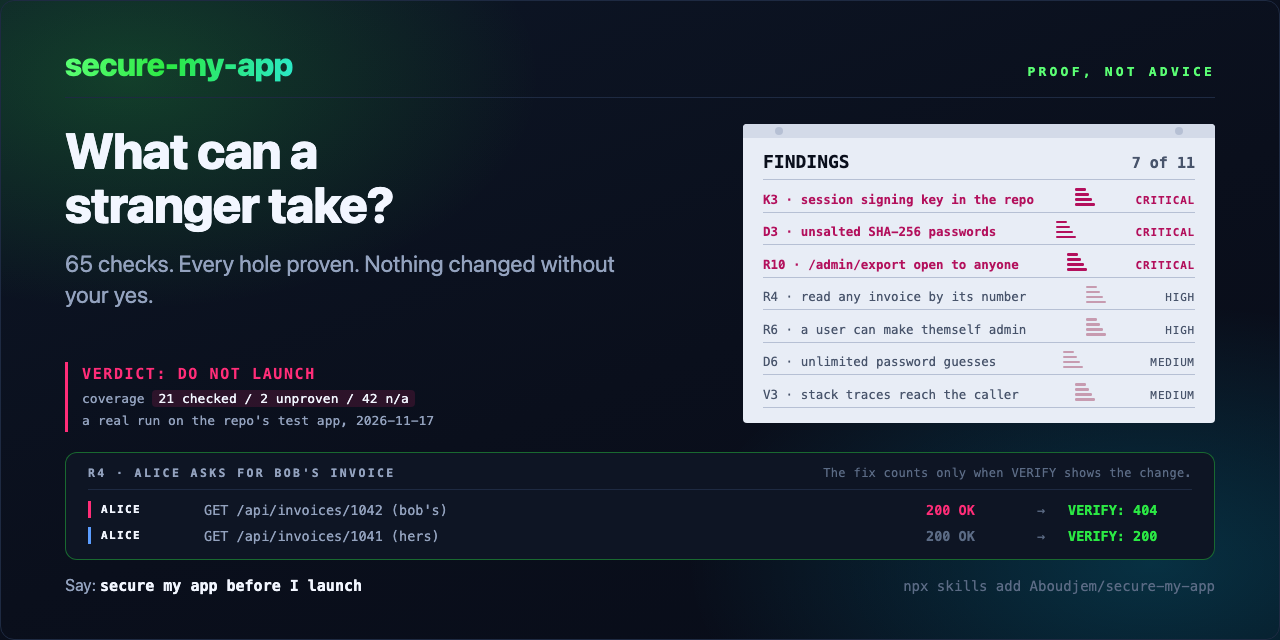 secure-my-app
PROOF, NOT ADVICE
What can a
stranger take?
65 checks. Every hole proven. Nothing changed without
your yes.
VERDICT: DO NOT LAUNCH
coverage 21 checked / 2 unproven / 42 n/a
a real run on the repo's test app, 2026-11-17
FINDINGS 7 of 11
K3 · session signing key in the repo CRITICAL
D3 · unsalted SHA-256 passwords CRITICAL
R10 · /admin/export open to anyone CRITICAL
R4 · read any invoice by its number HIGH
R6 · a user can make themself admin HIGH
D6 · unlimited password guesses MEDIUM
V3 · stack traces reach the caller MEDIUM
R4 · ALICE ASKS FOR BOB'S INVOICE The fix counts only when VERIFY shows the change.
ALICE GET /api/invoices/1042 (bob's) 200 OK → VERIFY: 404
ALICE GET /api/invoices/1041 (hers) 200 OK → VERIFY: 200
Say: secure my app before I launch
npx skills add Aboudjem/secure-my-app